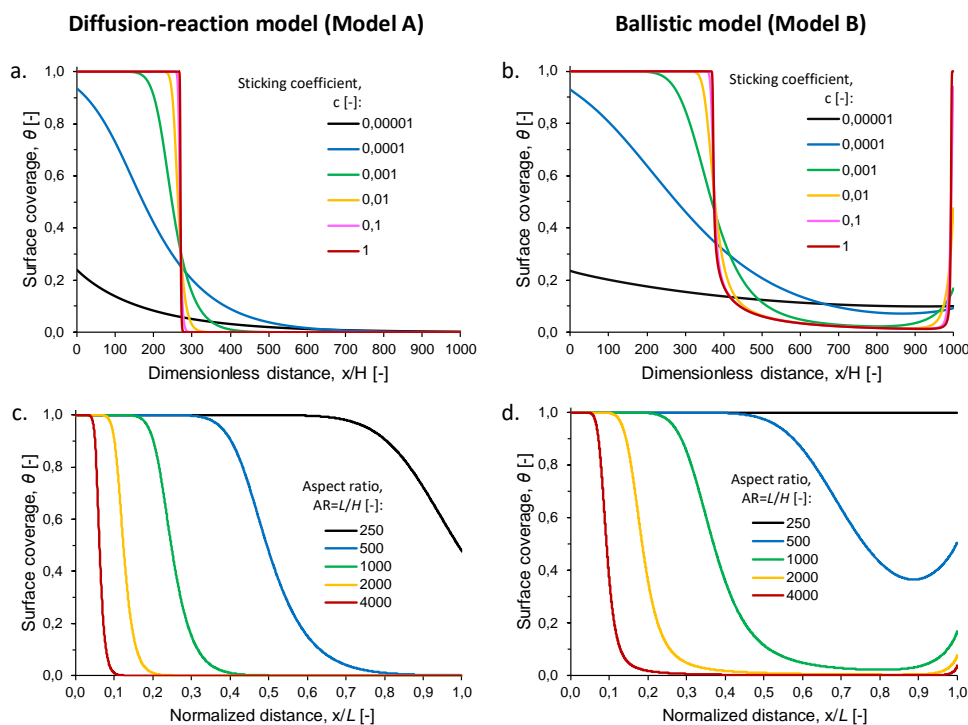 Diffusion-reaction model (Model A)
Ballistic model (Model B)
a.
Surface coverage, θ [-]
1,0
0,8
0,6
0,4
0,2
0,0
0 100 200 300 400 500 600 700 800 900 1000
Dimensionless distance, x/H [-]
Sticking coefficient,
c [-]:
0,00001
0,0001
0,001
0,01
0,1
1
b.
Surface coverage, θ [-]
1,0
0,8
0,6
0,4
0,2
0,0
0 100 200 300 400 500 600 700 800 900 1000
Dimensionless distance, x/H [-]
Sticking coefficient,
c [-]:
0,00001
0,0001
0,001
0,01
0,1
1
c.
Surface coverage, θ [-]
1,0
0,8
0,6
0,4
0,2
0,0
0,0 0,1 0,2 0,3 0,4 0,5 0,6 0,7 0,8 0,9 1,0
Normalized distance, x/L [-]
Aspect ratio,
AR=L/H [-]:
250
500
1000
2000
4000
d.
Surface coverage, θ [-]
1,0
0,8
0,6
0,4
0,2
0,0
0,0 0,1 0,2 0,3 0,4 0,5 0,6 0,7 0,8 0,9 1,0
Normalized distance, x/L [-]
Aspect ratio,
AR=L/H [-]:
250
500
1000
2000
4000